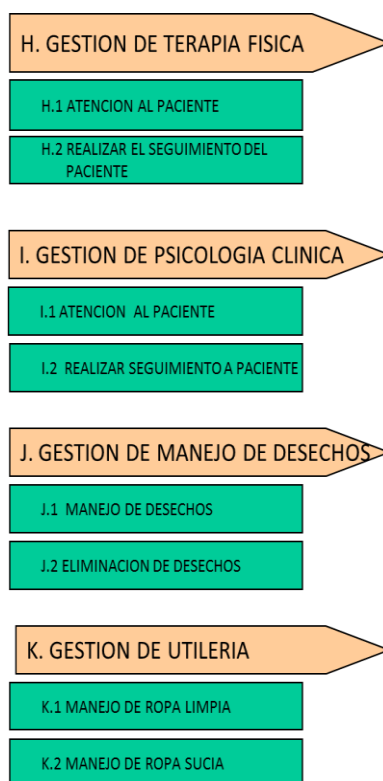 H. GESTION DE TERAPIA FISICA
H.1 ATENCION AL PACIENTE
H.2 REALIZAR EL SEGUIMIENTO DEL
PACIENTE
I. GESTION DE PSICOLOGIA CLINICA
I.1 ATENCION AL PACIENTE
I.2 REALIZAR SEGUIMIENTO A PACIENTE
J. GESTION DE MANEJO DE DESECHOS
J.1 MANEJO DE DESECHOS
J.2 ELIMINACION DE DESECHOS
K. GESTION DE UTILERIA
K.1 MANEJO DE ROPA LIMPIA
K.2 MANEJO DE ROPA SUCIA